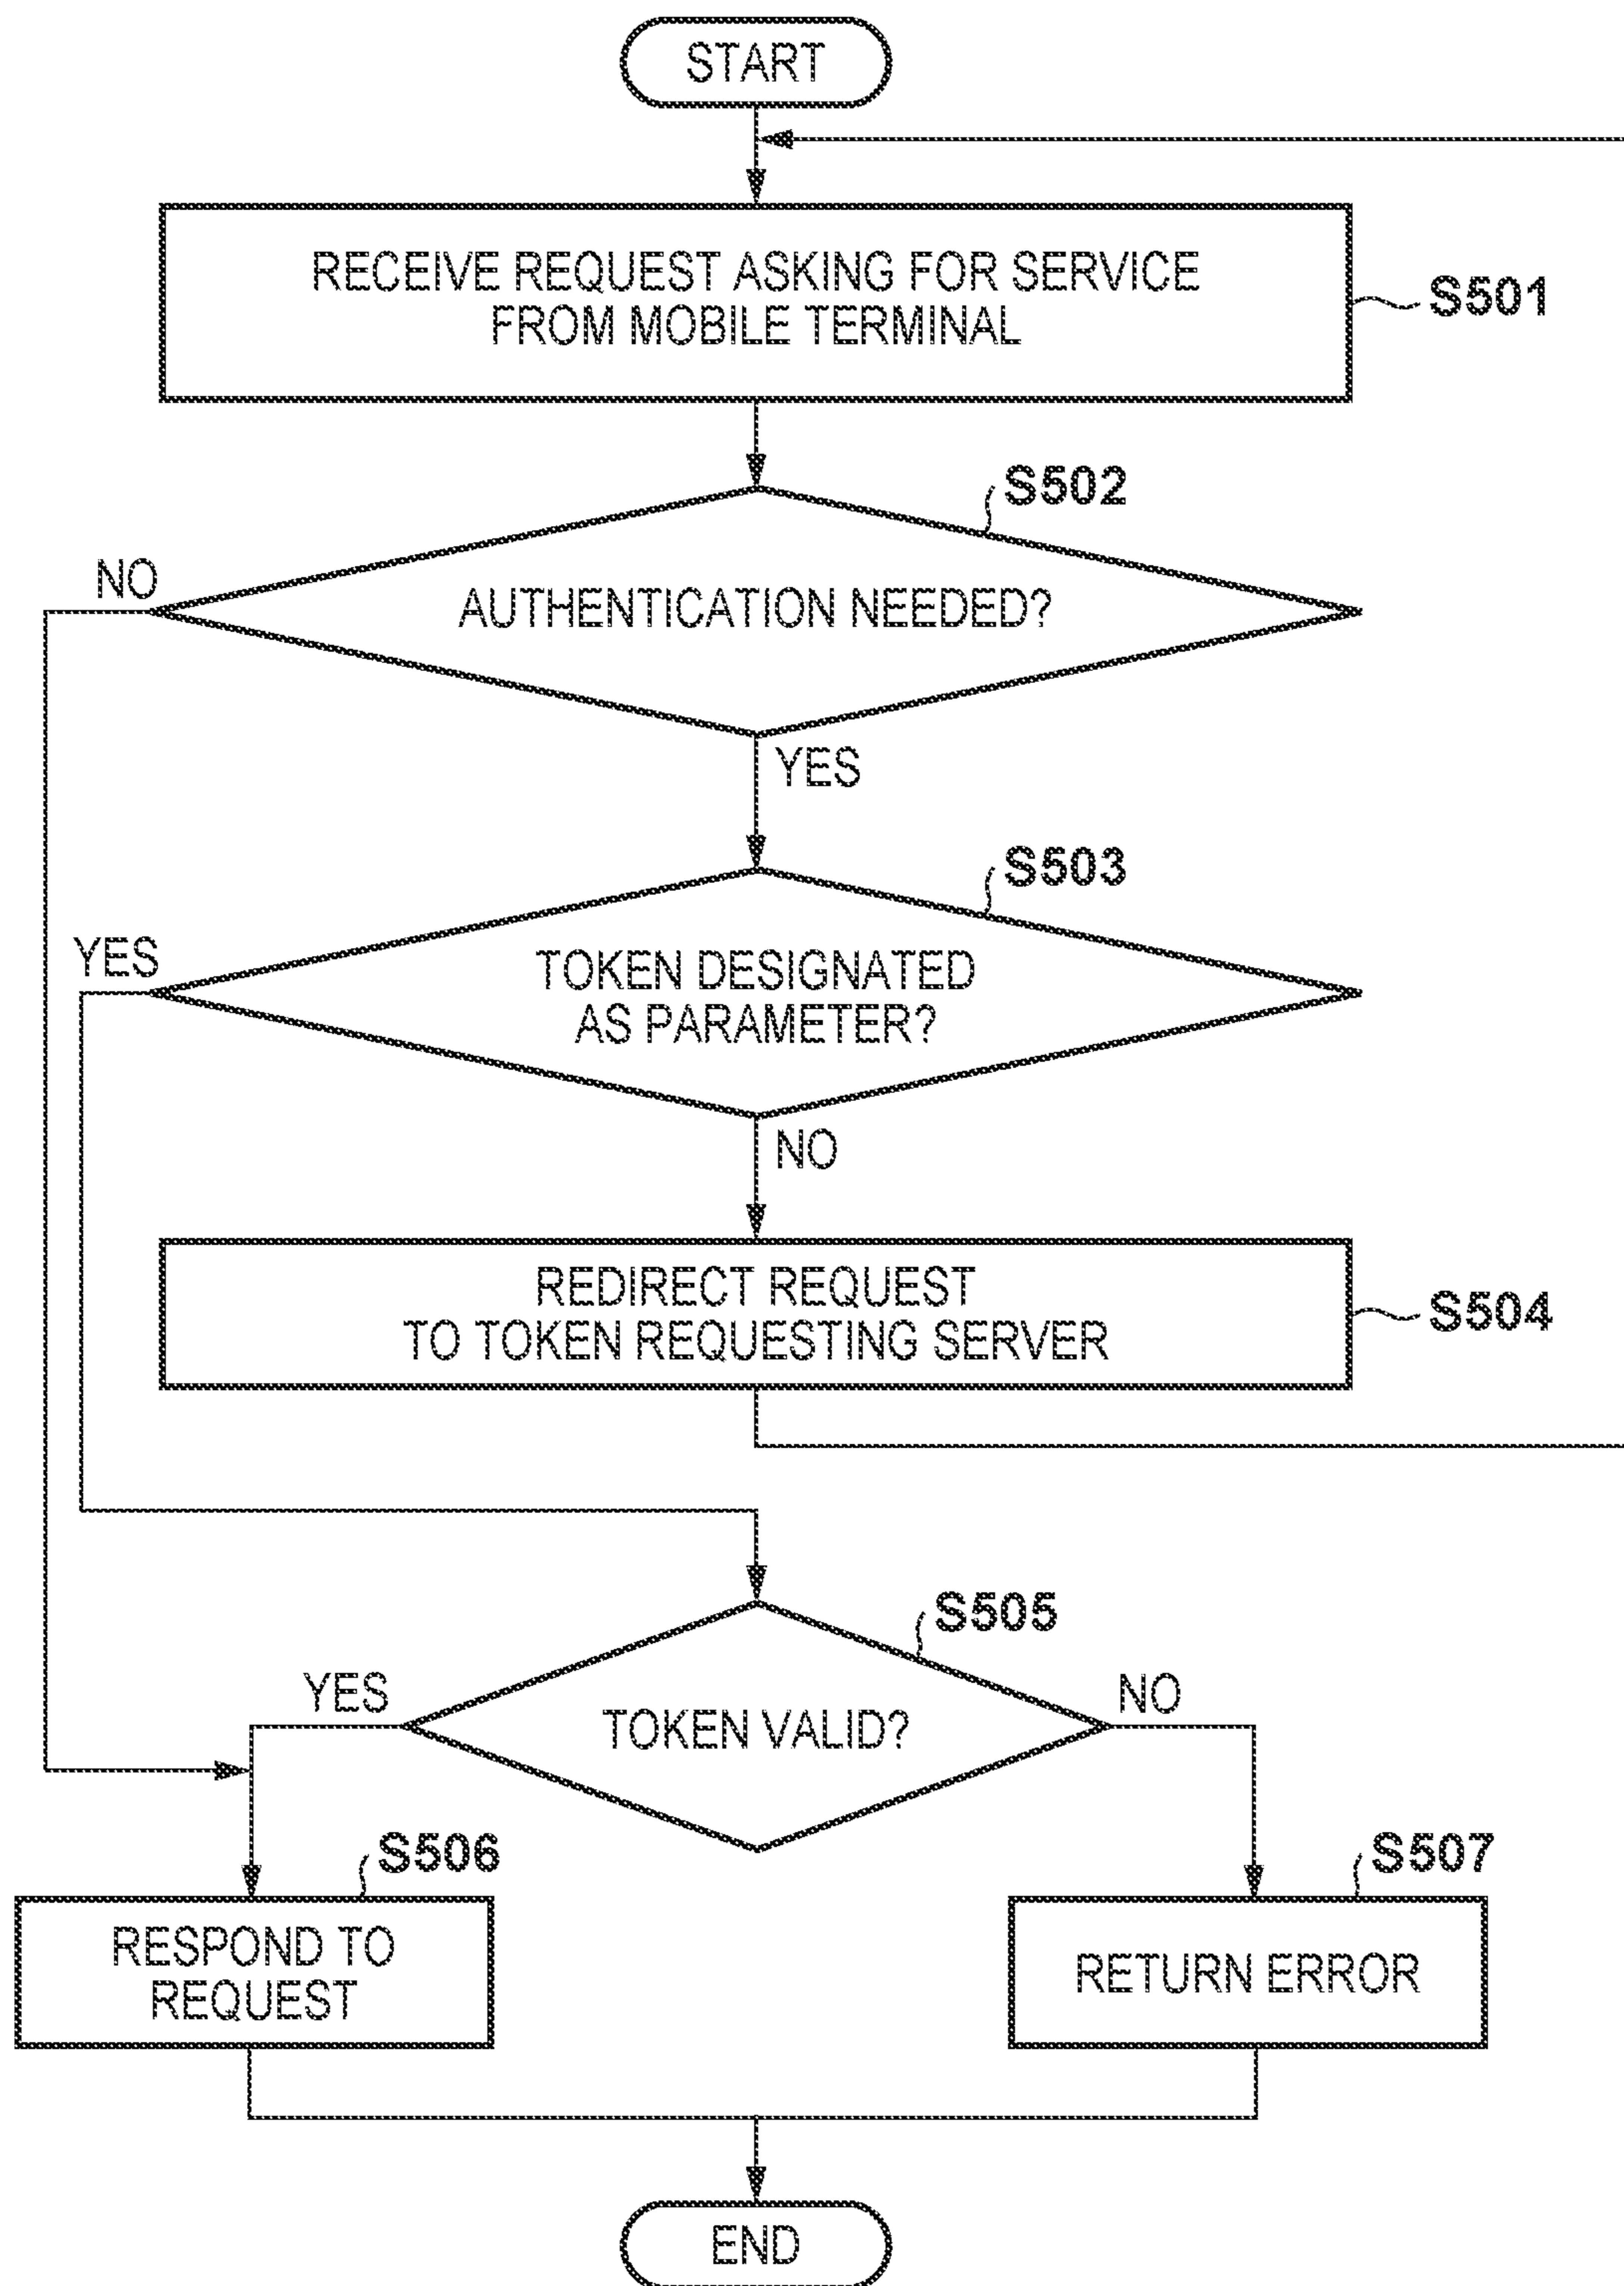 START
RECEIVE REQUEST ASKING FOR SERVICE
FROM MOBILE TERMINAL
S501
S502
NO
AUTHENTICATION NEEDED?
YES
S503
YES
TOKEN DESIGNATED
AS PARAMETER?
NO
REDIRECT REQUEST
TO TOKEN REQUESTING SERVER
S504
S505
YES
NO
TOKEN VALID?
S506
S507
RESPOND TO
REQUEST
RETURN ERROR
END